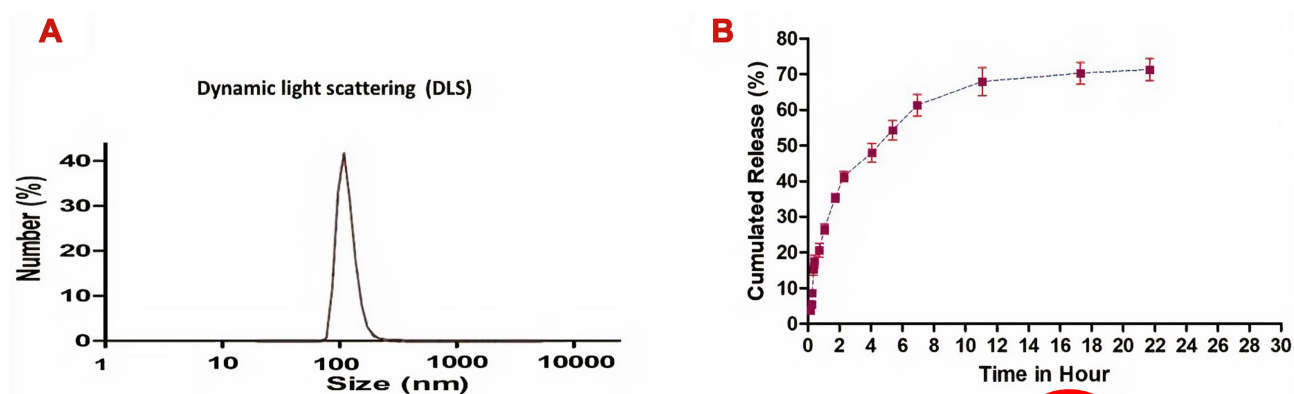 A
Dynamic light scattering (DLS)
Number (%)
40
30
20
10
0
1 10 100 1000 10000
Size (nm)
B
Cumulated Release (%)
80
70
60
50
40
30
20
10
0
0 2 4 6 8 10 12 14 16 18 20 22 24 26 28 30
Time in Hour